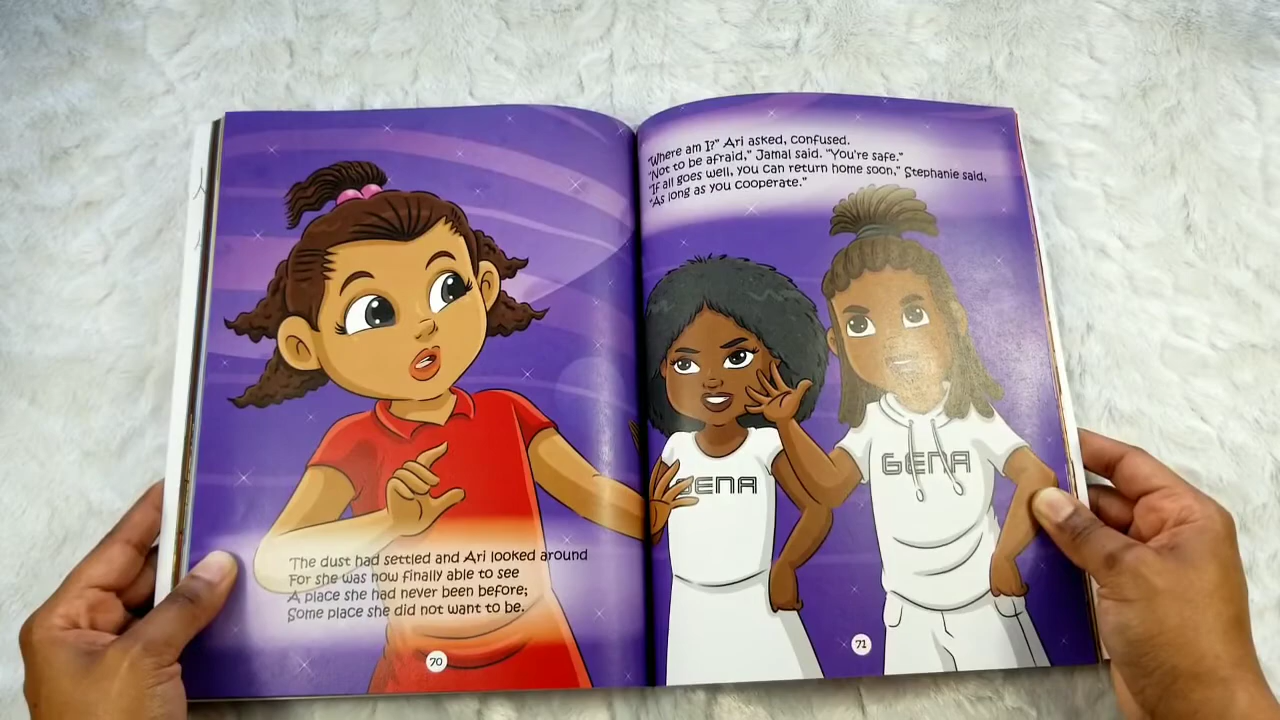 The dust had settled and Ari looked around
For she was now finally able to see
A place she had never been before;
Some place she did not want to be.
70
"Where am I?" Ari asked, confused.
"Not to be afraid," Jamal said. "You're safe."
"If all goes well, you can return home soon," Stephanie said,
"As long as you cooperate."
GENA
GENA
71